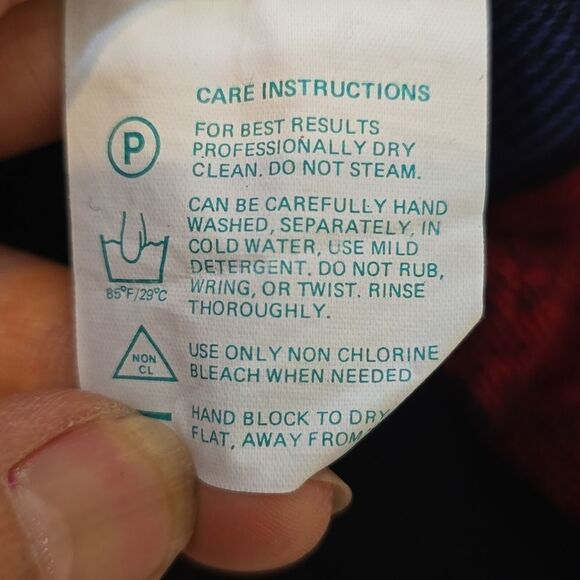 CARE INSTRUCTIONS
P
FOR BEST RESULTS
PROFESSIONALLY DRY
CLEAN. DO NOT STEAM.
CAN BE CAREFULLY HAND
WASHED, SEPARATELY, IN
COLD WATER, USE MILD
DETERGENT. DO NOT RUB,
WRING, OR TWIST. RINSE
THOROUGHLY.
85°F/29°C
NON
CL
USE ONLY NON CHLORINE
BLEACH WHEN NEEDED
HAND BLOCK TO DRY
FLAT, AWAY FROM